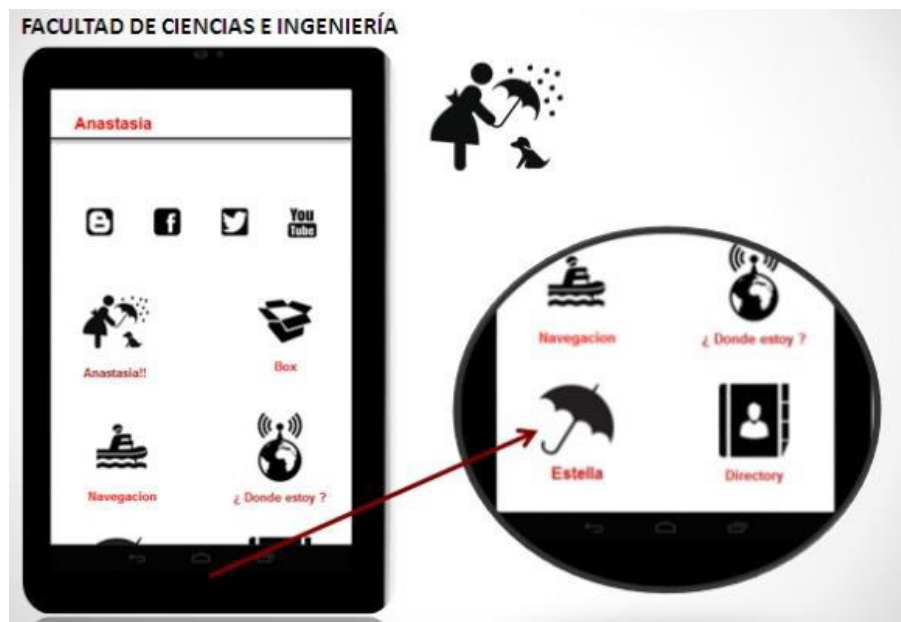 FACULTAD DE CIENCIAS E INGENIERÍA
Anastasia
You
Tube
Anastasia!!
Box
Navegacion
¿ Donde estoy ?
Navegacion
¿ Donde estoy ?
Estella
Directory